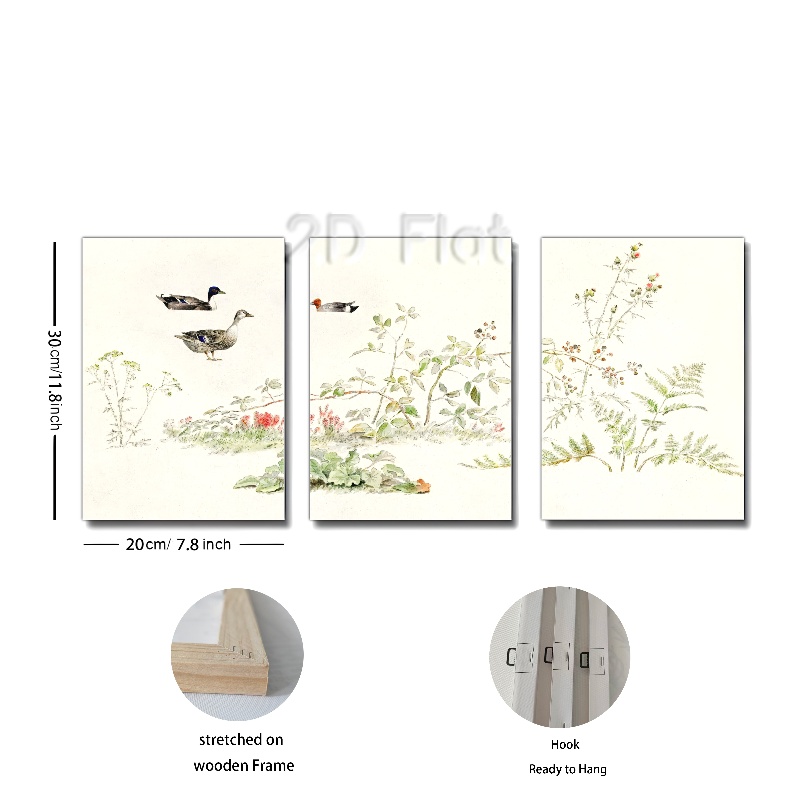 2D Flat
30cm/11.8inch
20cm/ 7.8 inch
stretched on
wooden Frame
Hook
Ready to Hang